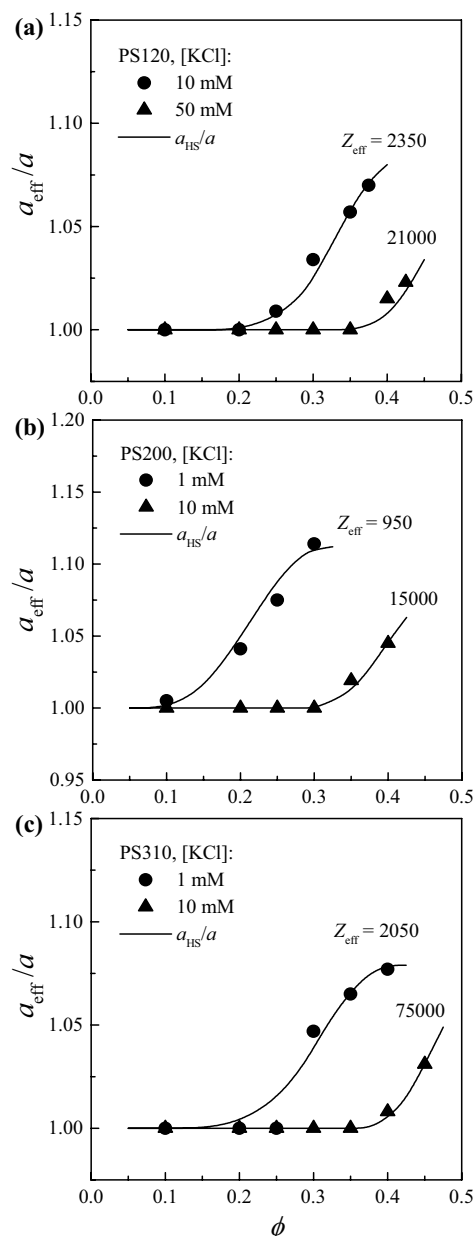 (a)
1.15
PS120, [KCl]:
10 mM
50 mM
a_HS/a
1.10
Z_eff = 2350
a_eff/a
1.05
21000
1.00
0.0 0.1 0.2 0.3 0.4 0.5
(b)
1.20
PS200, [KCl]:
1 mM
10 mM
a_HS/a
1.15
Z_eff = 950
1.10
a_eff/a
15000
1.05
1.00
0.95
0.0 0.1 0.2 0.3 0.4 0.5
(c)
1.15
PS310, [KCl]:
1 mM
10 mM
a_HS/a
1.10
Z_eff = 2050
a_eff/a
1.05
75000
1.00
0.0 0.1 0.2 0.3 0.4 0.5
ϕ